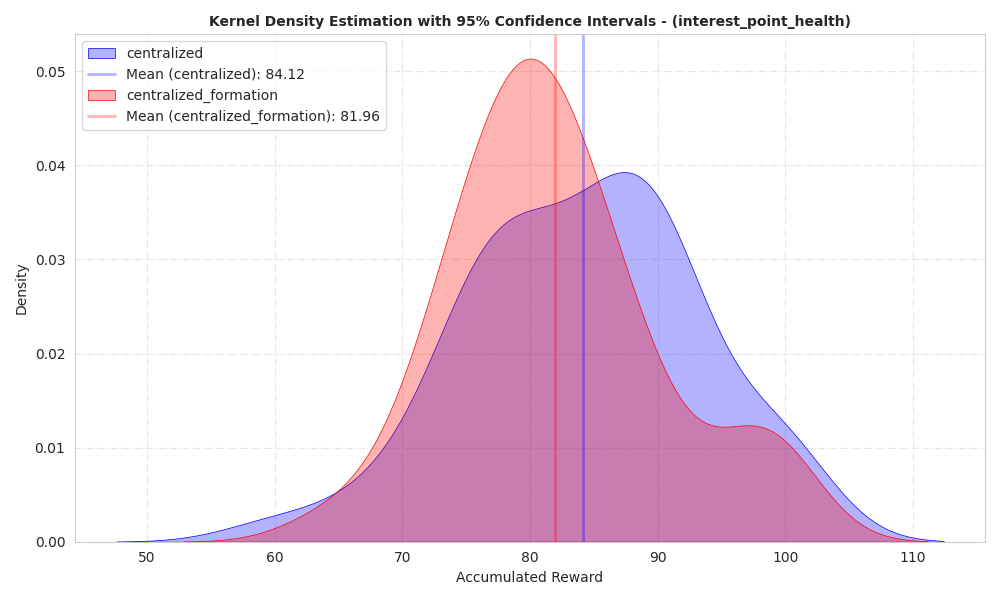 Kernel Density Estimation with 95% Confidence Intervals - (interest_point_health)
centralized
Mean (centralized): 84.12
centralized_formation
Mean (centralized_formation): 81.96
0.05
0.04
0.03
0.02
0.01
0.00
Density
50 60 70 80 90 100 110
Accumulated Reward